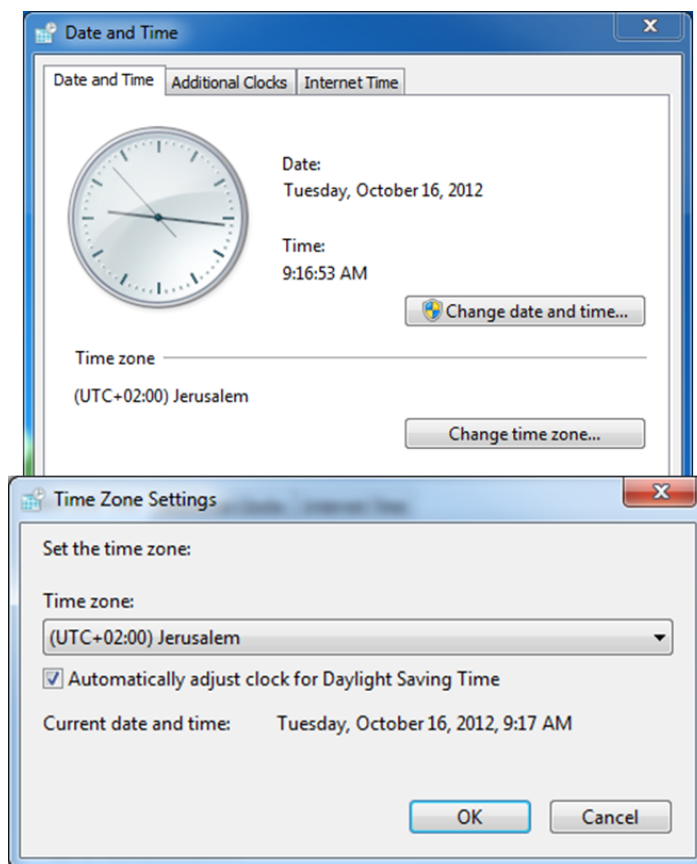 Date and Time
Date and Time Additional Clocks Internet Time
Date:
Tuesday, October 16, 2012
Time:
9:16:53 AM
Change date and time...
Time zone
(UTC+02:00) Jerusalem
Change time zone...
Time Zone Settings
Set the time zone:
Time zone:
(UTC+02:00) Jerusalem
Automatically adjust clock for Daylight Saving Time
Current date and time: Tuesday, October 16, 2012, 9:17 AM
OK Cancel